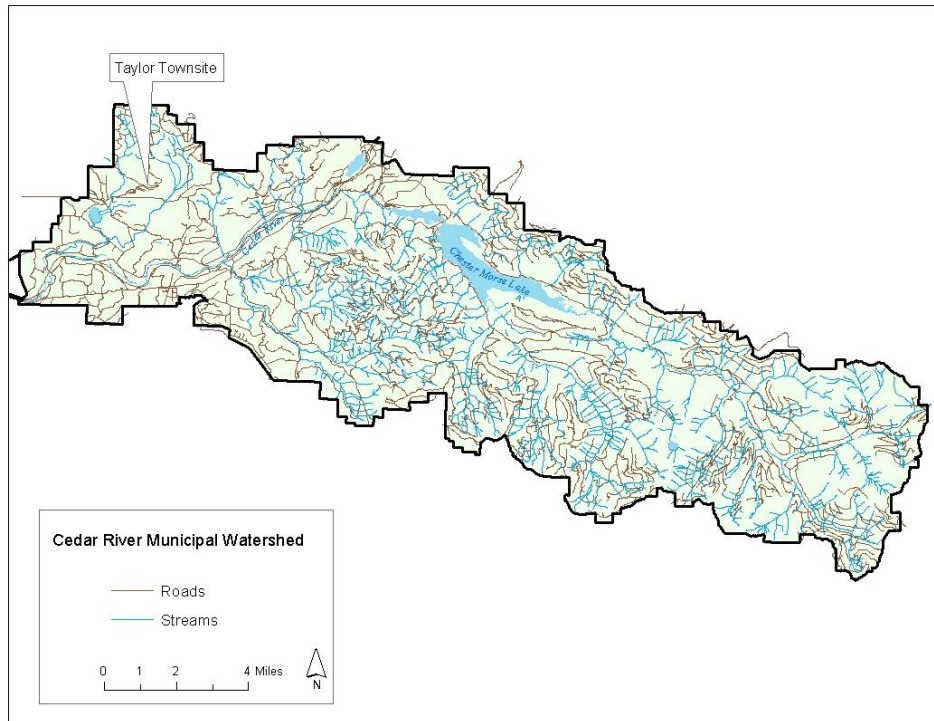 Taylor Townsite
Cedar River
Chester Morse Lake
Cedar River Municipal Watershed
Roads
Streams
0 1 2 4 Miles
N